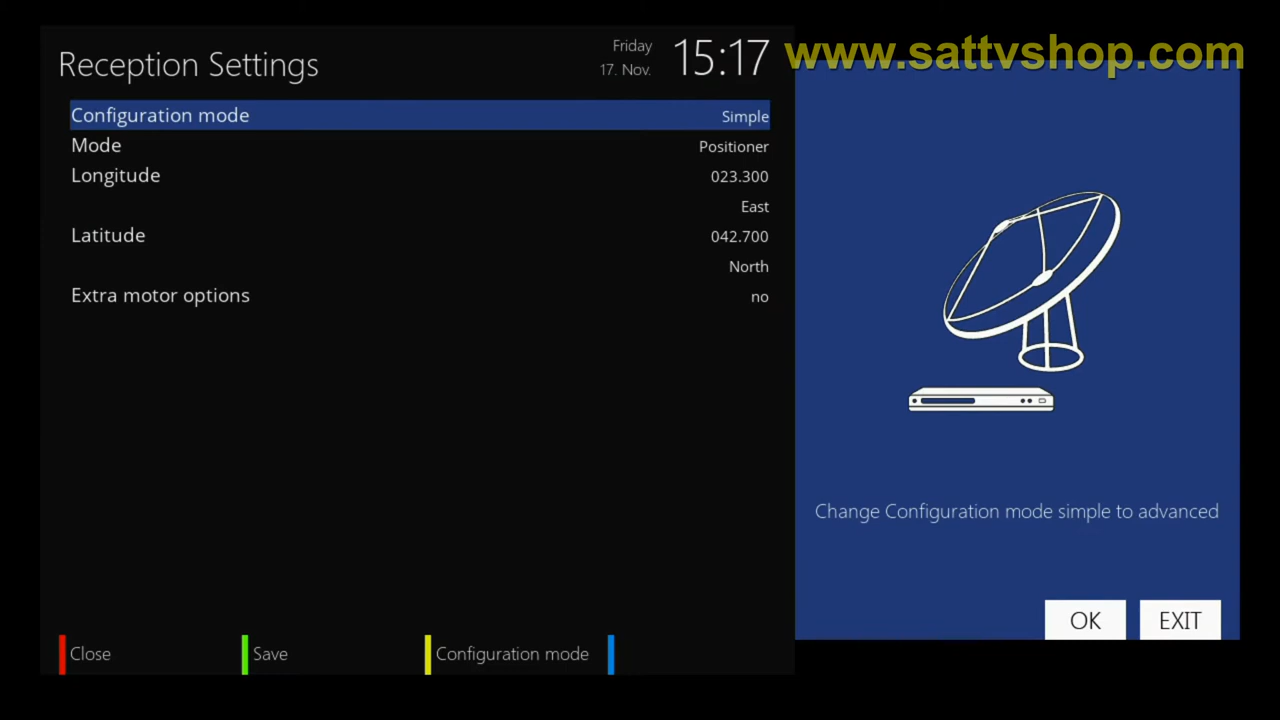 Reception Settings
Friday
17. Nov.
15:17
www.sattvshop.com
Configuration mode Simple
Mode Positioner
Longitude 023.300
East
Latitude 042.700
North
Extra motor options no
Change Configuration mode simple to advanced
OK EXIT
Close Save Configuration mode